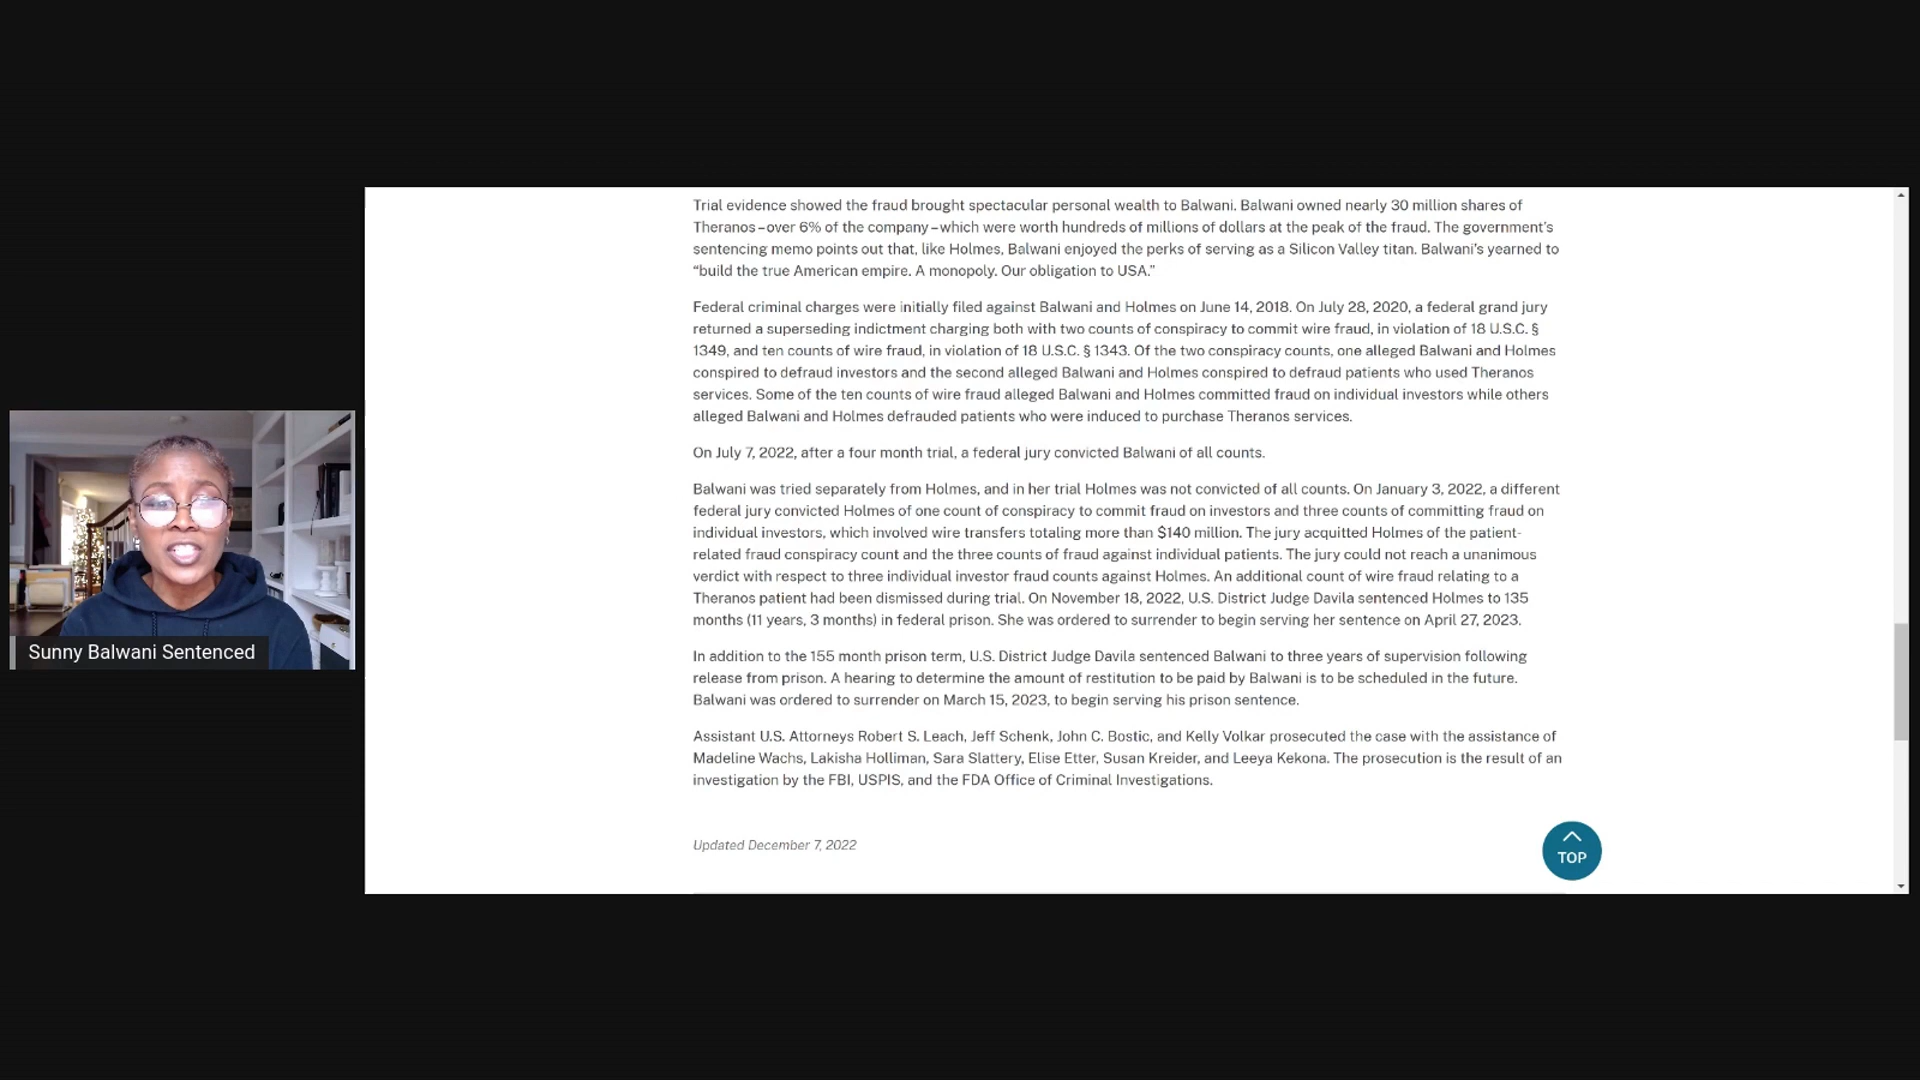 Trial evidence showed the fraud brought spectacular personal wealth to Balwani. Balwani owned nearly 30 million shares of
Theranos–over 6% of the company–which were worth hundreds of millions of dollars at the peak of the fraud. The government’s
sentencing memo points out that, like Holmes, Balwani enjoyed the perks of serving as a Silicon Valley titan. Balwani’s yearned to
“build the true American empire. A monopoly. Our obligation to USA.”
Federal criminal charges were initially filed against Balwani and Holmes on June 14, 2018. On July 28, 2020, a federal grand jury
returned a superseding indictment charging both with two counts of conspiracy to commit wire fraud, in violation of 18 U.S.C. §
1349, and ten counts of wire fraud, in violation of 18 U.S.C. § 1343. Of the two conspiracy counts, one alleged Balwani and Holmes
conspired to defraud investors and the second alleged Balwani and Holmes conspired to defraud patients who used Theranos
services. Some of the ten counts of wire fraud alleged Balwani and Holmes committed fraud on individual investors while others
alleged Balwani and Holmes defrauded patients who were induced to purchase Theranos services.
On July 7, 2022, after a four month trial, a federal jury convicted Balwani of all counts.
Balwani was tried separately from Holmes, and in her trial Holmes was not convicted of all counts. On January 3, 2022, a different
federal jury convicted Holmes of one count of conspiracy to commit fraud on investors and three counts of committing fraud on
individual investors, which involved wire transfers totaling more than $140 million. The jury acquitted Holmes of the patient-
related fraud conspiracy count and the three counts of fraud against individual patients. The jury could not reach a unanimous
verdict with respect to three individual investor fraud counts against Holmes. An additional count of wire fraud relating to a
Theranos patient had been dismissed during trial. On November 18, 2022, U.S. District Judge Davila sentenced Holmes to 135
months (11 years, 3 months) in federal prison. She was ordered to surrender to begin serving her sentence on April 27, 2023.
In addition to the 155 month prison term, U.S. District Judge Davila sentenced Balwani to three years of supervision following
release from prison. A hearing to determine the amount of restitution to be paid by Balwani is to be scheduled in the future.
Balwani was ordered to surrender on March 15, 2023, to begin serving his prison sentence.
Assistant U.S. Attorneys Robert S. Leach, Jeff Schenk, John C. Bostic, and Kelly Volkar prosecuted the case with the assistance of
Madeline Wachs, Lakisha Holliman, Sara Slattery, Elise Etter, Susan Kreider, and Leeya Kekona. The prosecution is the result of an
investigation by the FBI, USPIS, and the FDA Office of Criminal Investigations.
Updated December 7, 2022
TOP
Sunny Balwani Sentenced